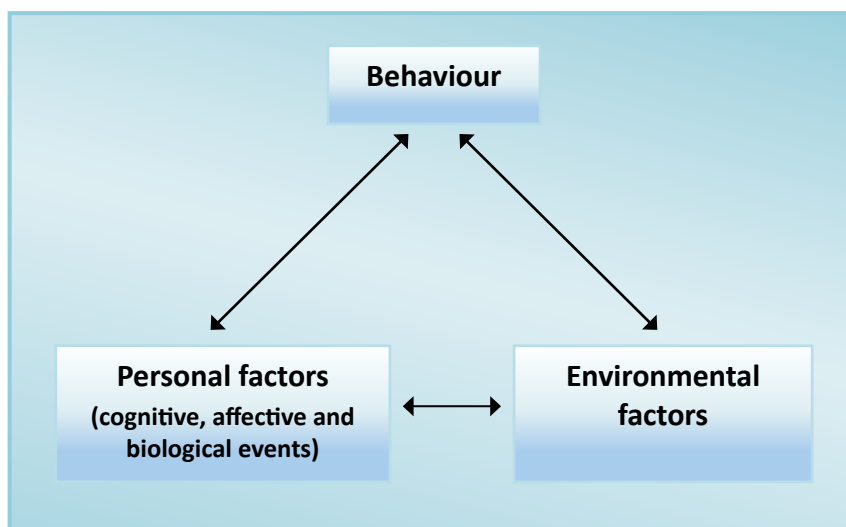 Behaviour
Personal factors
(cognitive, affective and
biological events)
Environmental
factors